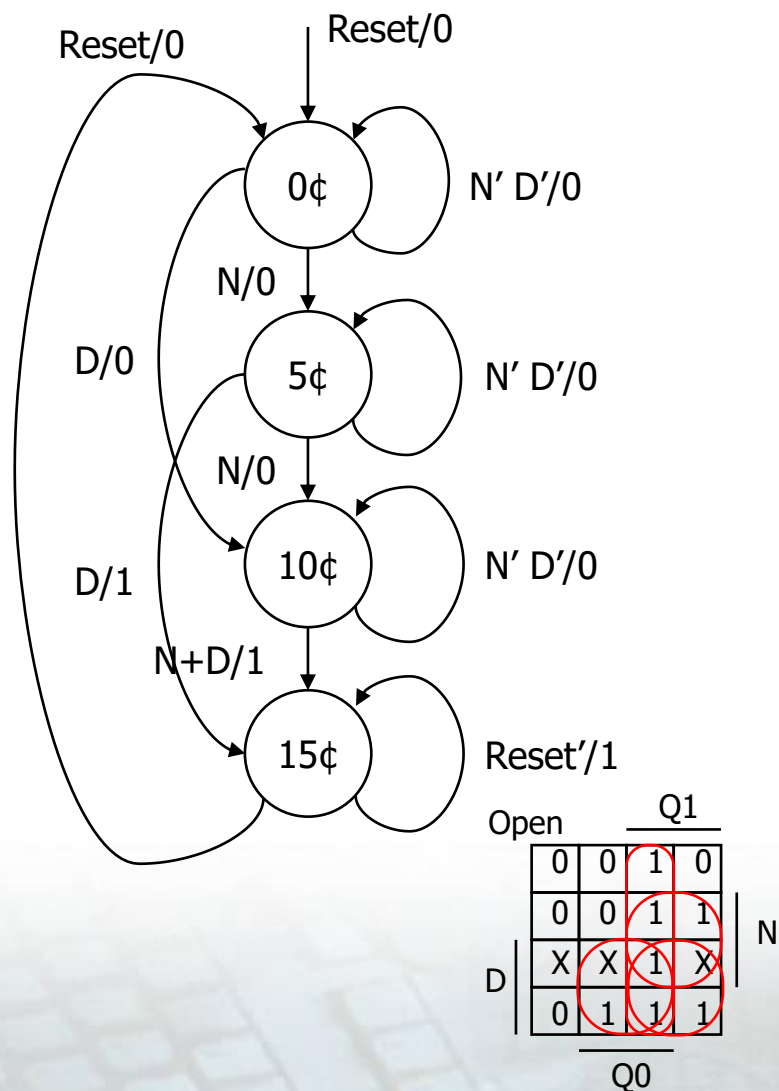 Reset/0
Reset/0
0¢
N′ D′/0
N/0
D/0
5¢
N′ D′/0
N/0
10¢
N′ D′/0
D/1
N+D/1
15¢
Reset′/1
Open
Q1
0 0 1 0
0 0 1 1
N
X X 1 X
D
0 1 1 1
Q0